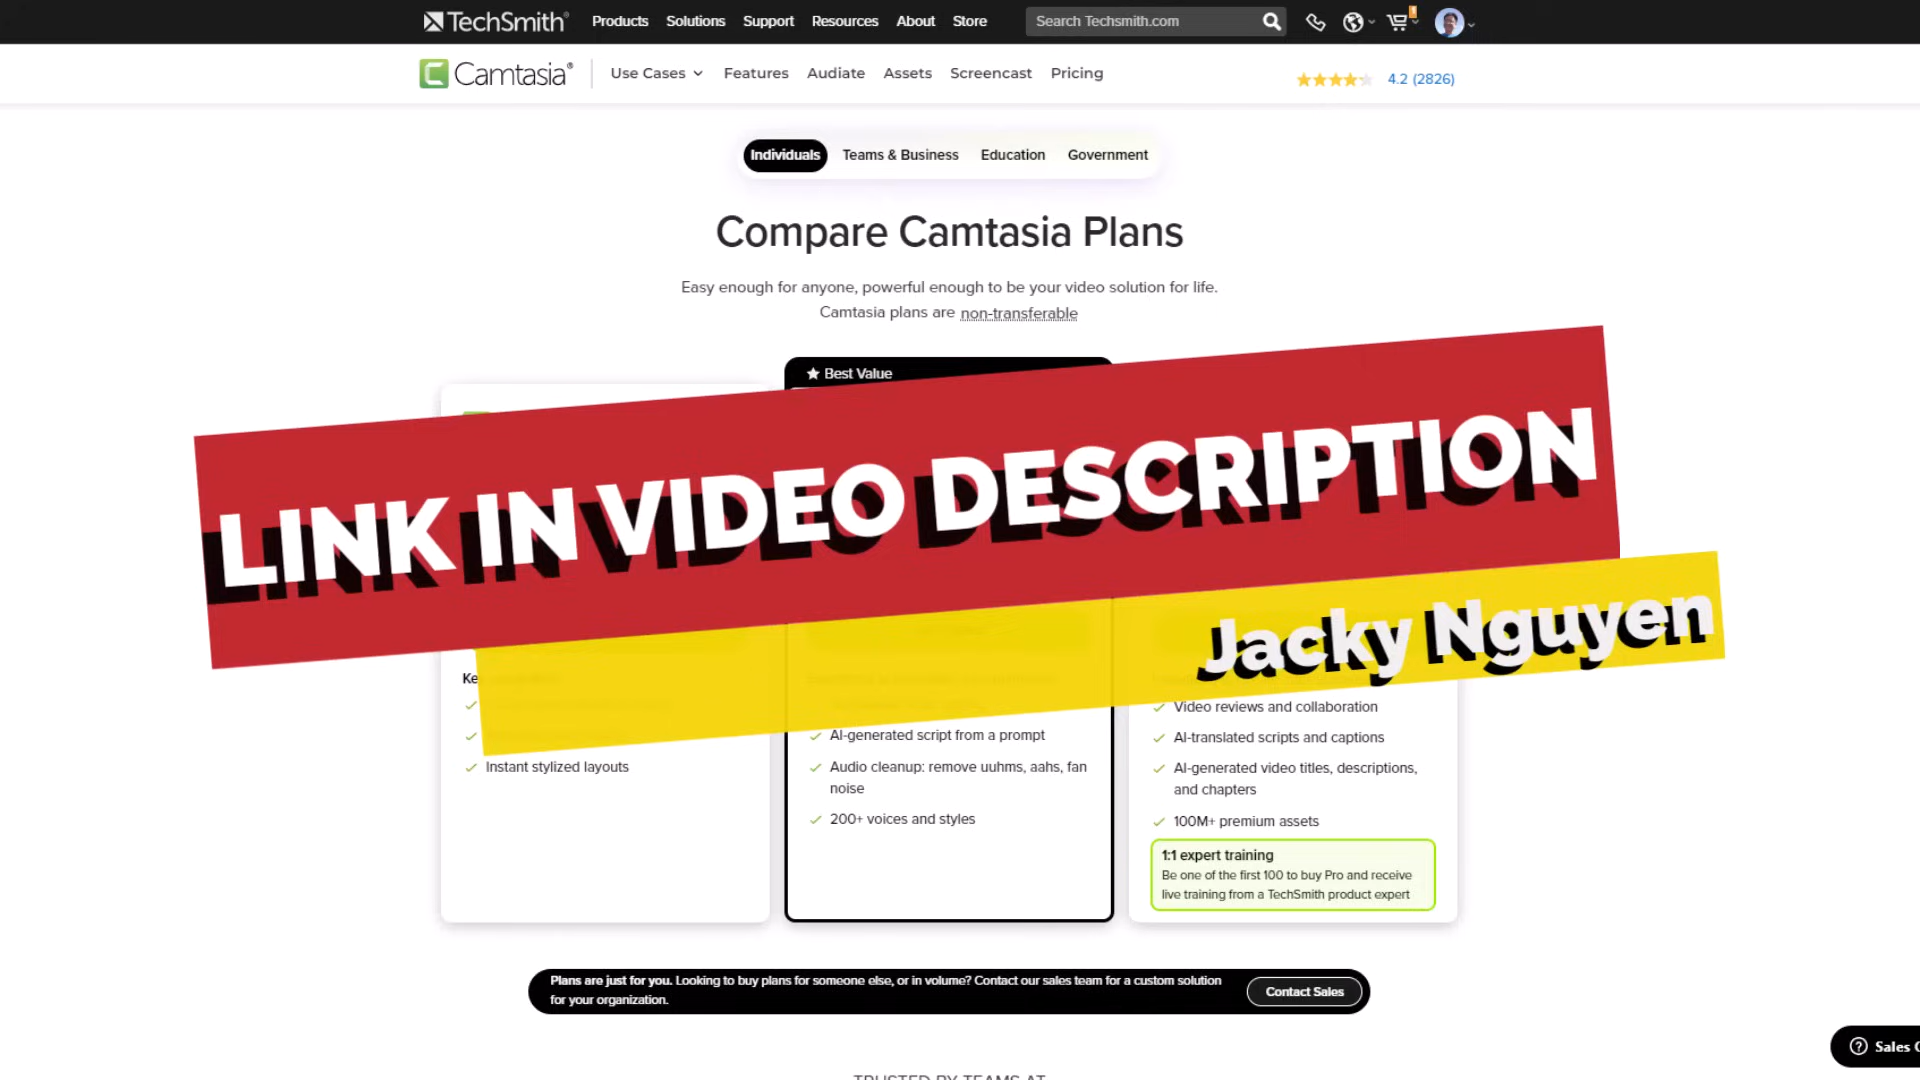 TechSmith®
Products Solutions Support Resources About Store
Search Techsmith.com
1
Camtasia®
Use Cases Features Audiate Assets Screencast Pricing
4.2 (2826)
Individuals Teams & Business Education Government
Compare Camtasia Plans
Easy enough for anyone, powerful enough to be your video solution for life.
Camtasia plans are non-transferable
Best Value
LINK IN VIDEO DESCRIPTION
Jacky Nguyen
Instant stylized layouts
AI-generated script from a prompt
Audio cleanup: remove uuhms, aahs, fan
noise
200+ voices and styles
Video reviews and collaboration
AI-translated scripts and captions
AI-generated video titles, descriptions,
and chapters
100M+ premium assets
1:1 expert training
Be one of the first 100 to buy Pro and receive
live training from a TechSmith product expert
Plans are just for you. Looking to buy plans for someone else, or in volume? Contact our sales team for a custom solution
for your organization.
Contact Sales
Sales
TRUSTED BY TEAMS AT